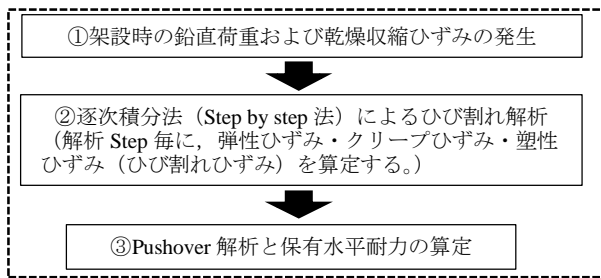 ①架設時の鉛直荷重および乾燥収縮ひずみの発生
②逐次積分法（Step by step 法）によるひび割れ解析
（解析 Step 毎に，弾性ひずみ・クリープひずみ・塑性
ひずみ（ひび割れひずみ）を算定する。）
③Pushover 解析と保有水平耐力の算定